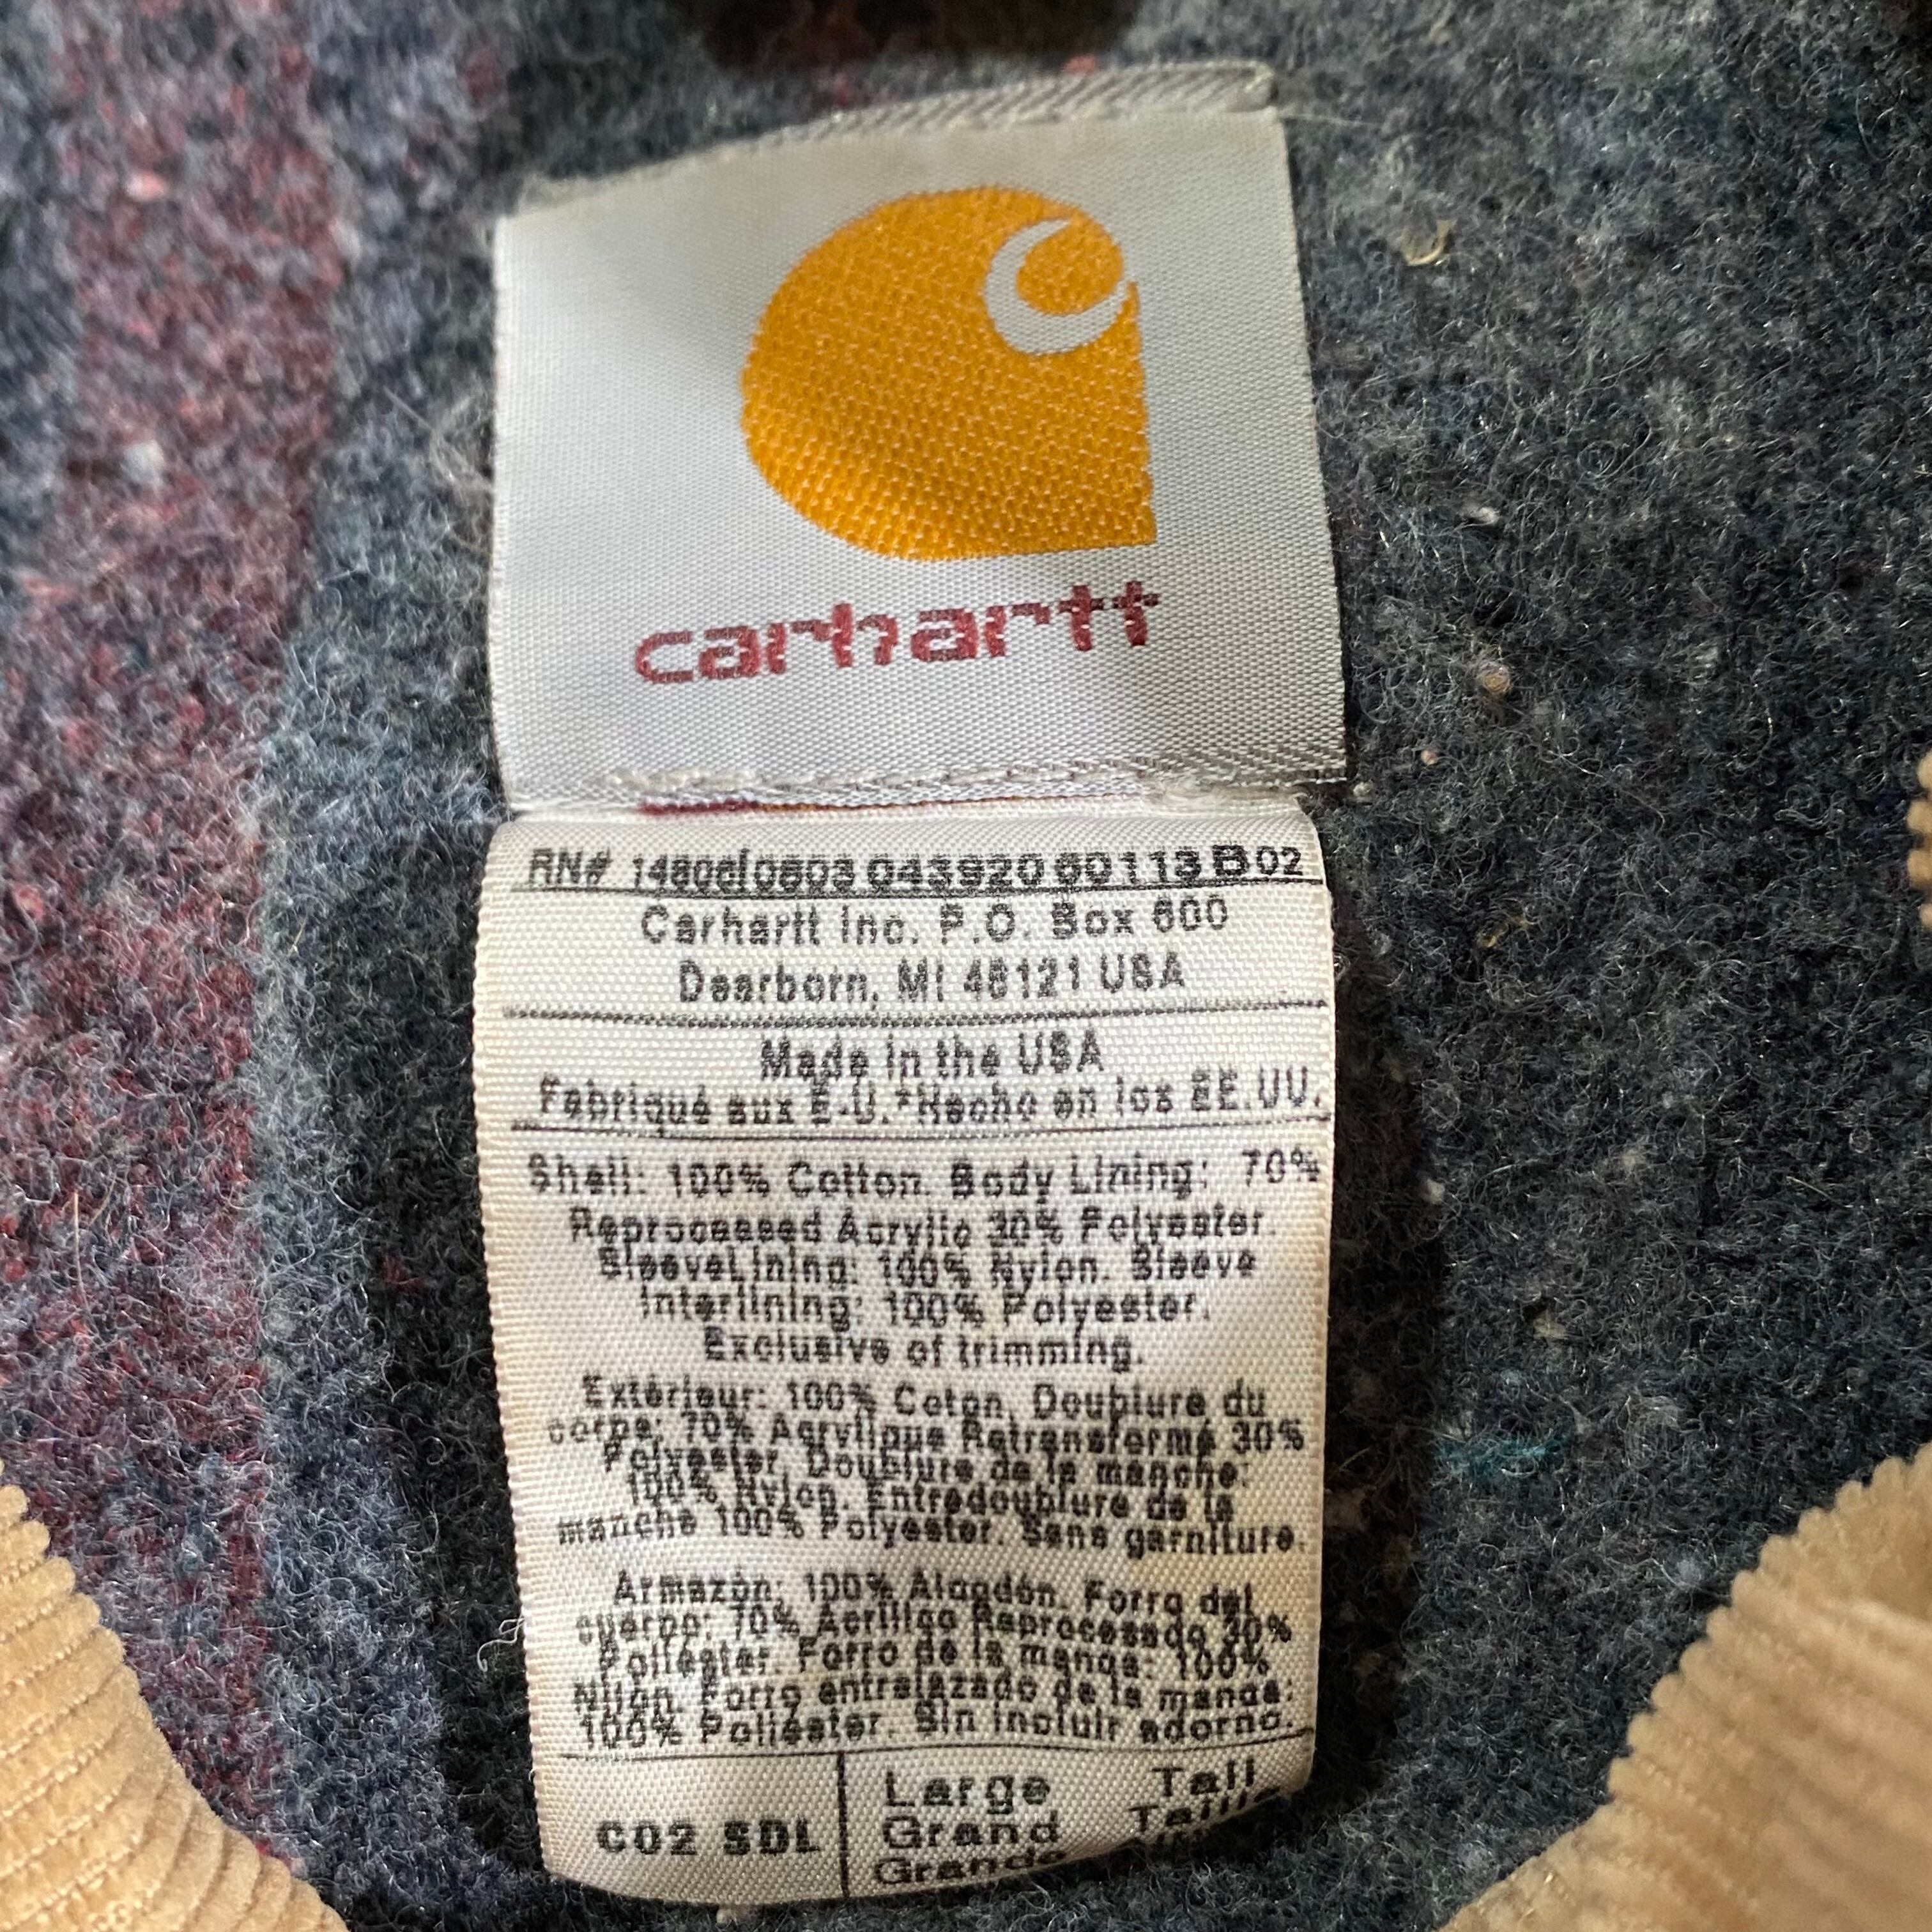 carhartt
RN# 14806 0803 043920 60113 B02
Carhartt Inc. P.O. Box 600
Dearborn, MI 48121 USA
Made in the USA
Fabriqué aux E.-U.*Hecho en los EE.UU.
Shell: 100% Cotton. Body Lining: 70%
Reprocessed Acrylic 30% Polyester
SleeveLining: 100% Nylon. Sleeve
Interlining: 100% Polyester.
Exclusive of trimming.
Extérieur: 100% Coton. Doublure du
corps: 70% Acrylique Retransformé 30%
Polyester. Doublure de la manche:
100% Nylon. Entredoublure de la
manche 100% Polyester. Sans garniture.
Armazón: 100% Algodón. Forro del
cuerpo: 70% Acrílico Reprocesado 30%
Poliéster. Forro de la manga: 100%
Nilón. Forro entrelazado de la manga:
100% Poliéster. Sin incluir adorno.
C02 SDL
Large Tall
Grand Taille
Grande